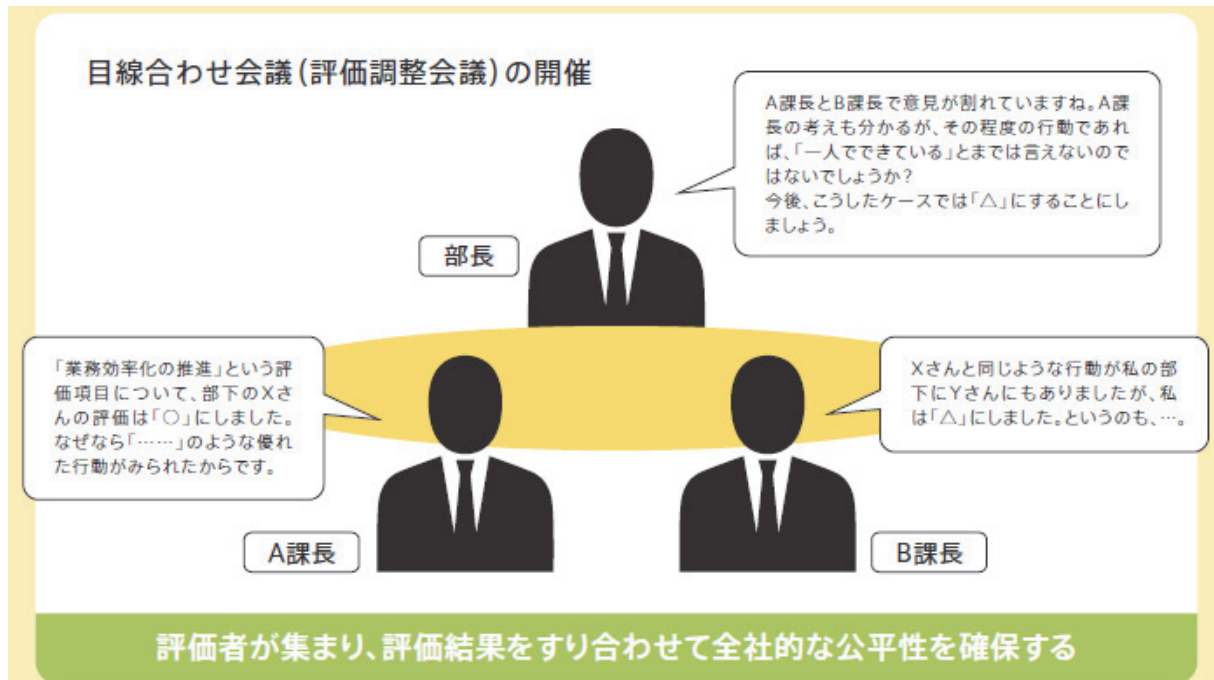 目線合わせ会議(評価調整会議)の開催
A課長とB課長で意見が割れていますね。A課
長の考えも分かるが、その程度の行動であれ
ば、「一人でできている」とまでは言えないので
はないでしょうか?
今後、こうしたケースでは「△」にすることにし
ましょう。
部長
「業務効率化の推進」という評
価項目について、部下のXさ
んの評価は「○」にしました。
なぜなら「……」のような優れ
た行動がみられたからです。
Xさんと同じような行動が私の部
下にYさんにもありましたが、私
は「△」にしました。というのも、…。
A課長
B課長
評価者が集まり、評価結果をすり合わせて全社的な公平性を確保する